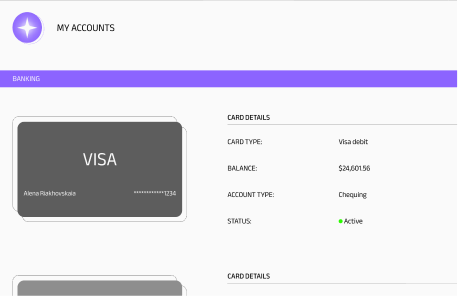 MY ACCOUNTS
BANKING
VISA
Alena Riakhovskaia ************1234
CARD DETAILS
CARD TYPE: Visa debit
BALANCE: $24,601.56
ACCOUNT TYPE: Chequing
STATUS: Active
CARD DETAILS